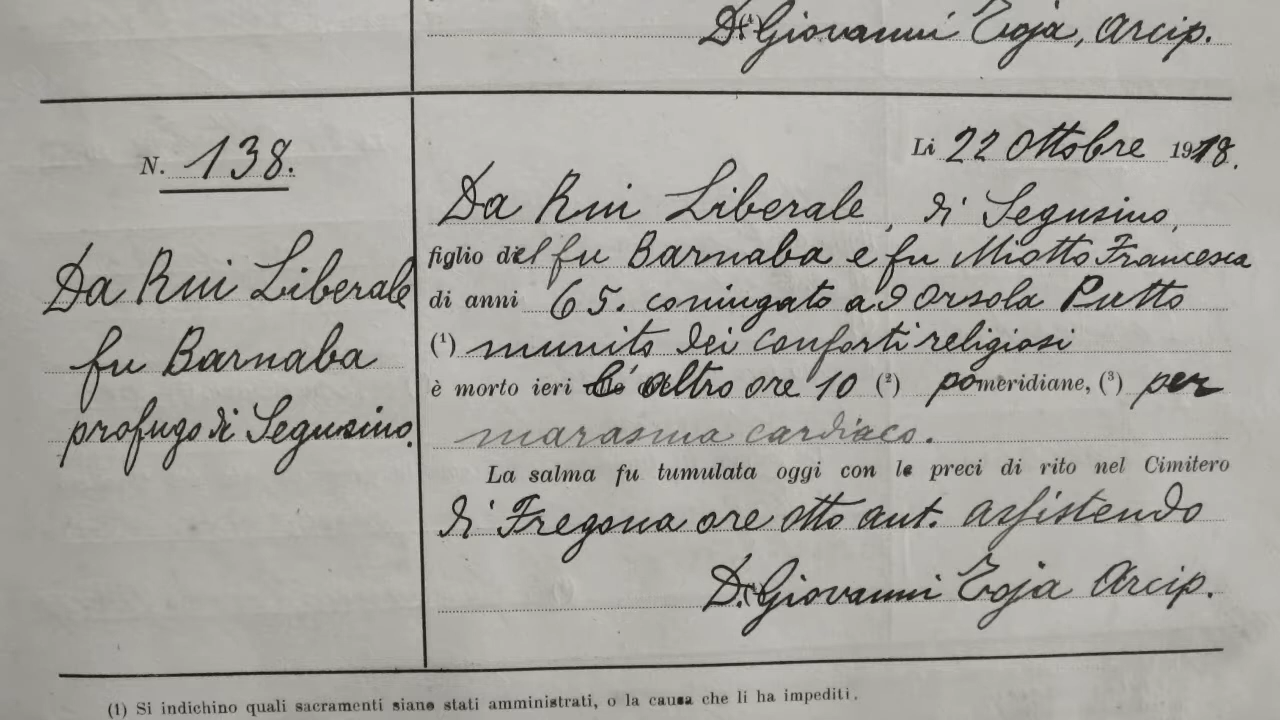 D. Giovanni Toja, Arcip.
N. 138.
Li 22 Ottobre 1918.
Da Rui Liberale
fu Barnaba
profugo di Segusino.
Da Rui Liberale, di Segusino,
figlio del fu Barnaba e fu Miotto Francesca
di anni 65. coniugato ad Orsola Putto
(1) munito dei conforti religiosi
è morto ieri l'altro ore 10 (2) pomeridiane, (3) per
marasma cardiaco.
La salma fu tumulata oggi con le preci di rito nel Cimitero
di Fregona ore otto ant. assistendo
D. Giovanni Toja Arcip.
(1) Si indichino quali sacramenti siano stati amministrati, o la causa che li ha impediti.